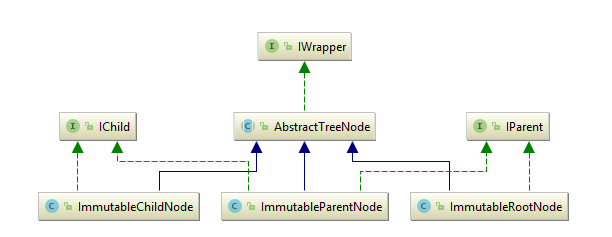 I IWrapper
I IChild
C AbstractTreeNode
I IParent
C ImmutableChildNode
C ImmutableParentNode
C ImmutableRootNode